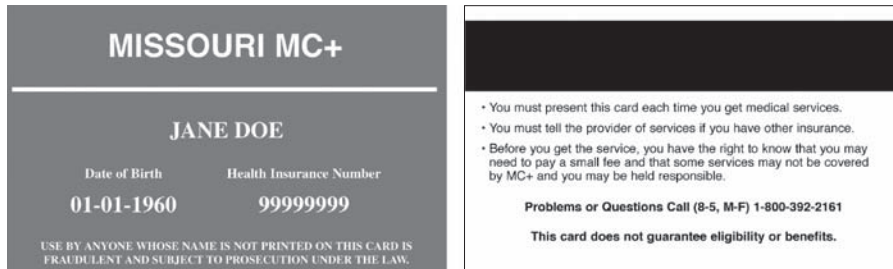 MISSOURI MC+
JANE DOE
Date of Birth
Health Insurance Number
01-01-1960
99999999
USE BY ANYONE WHOSE NAME IS NOT PRINTED ON THIS CARD IS
FRAUDULENT AND SUBJECT TO PROSECUTION UNDER THE LAW.
• You must present this card each time you get medical services.
• You must tell the provider of services if you have other insurance.
• Before you get the service, you have the right to know that you may
need to pay a small fee and that some services may not be covered
by MC+ and you may be held responsible.
Problems or Questions Call (8-5, M-F) 1-800-392-2161
This card does not guarantee eligibility or benefits.